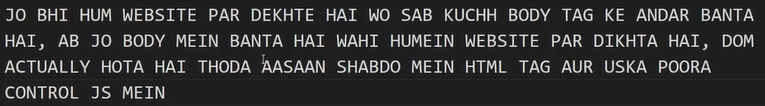 JO BHI HUM WEBSITE PAR DEKHTE HAI WO SAB KUCHH BODY TAG KE ANDAR BANTA
HAI, AB JO BODY MEIN BANTA HAI WAHI HUMEIN WEBSITE PAR DIKHTA HAI, DOM
ACTUALLY HOTA HAI THODA AASAAN SHABDO MEIN HTML TAG AUR USKA POORA
CONTROL JS MEIN